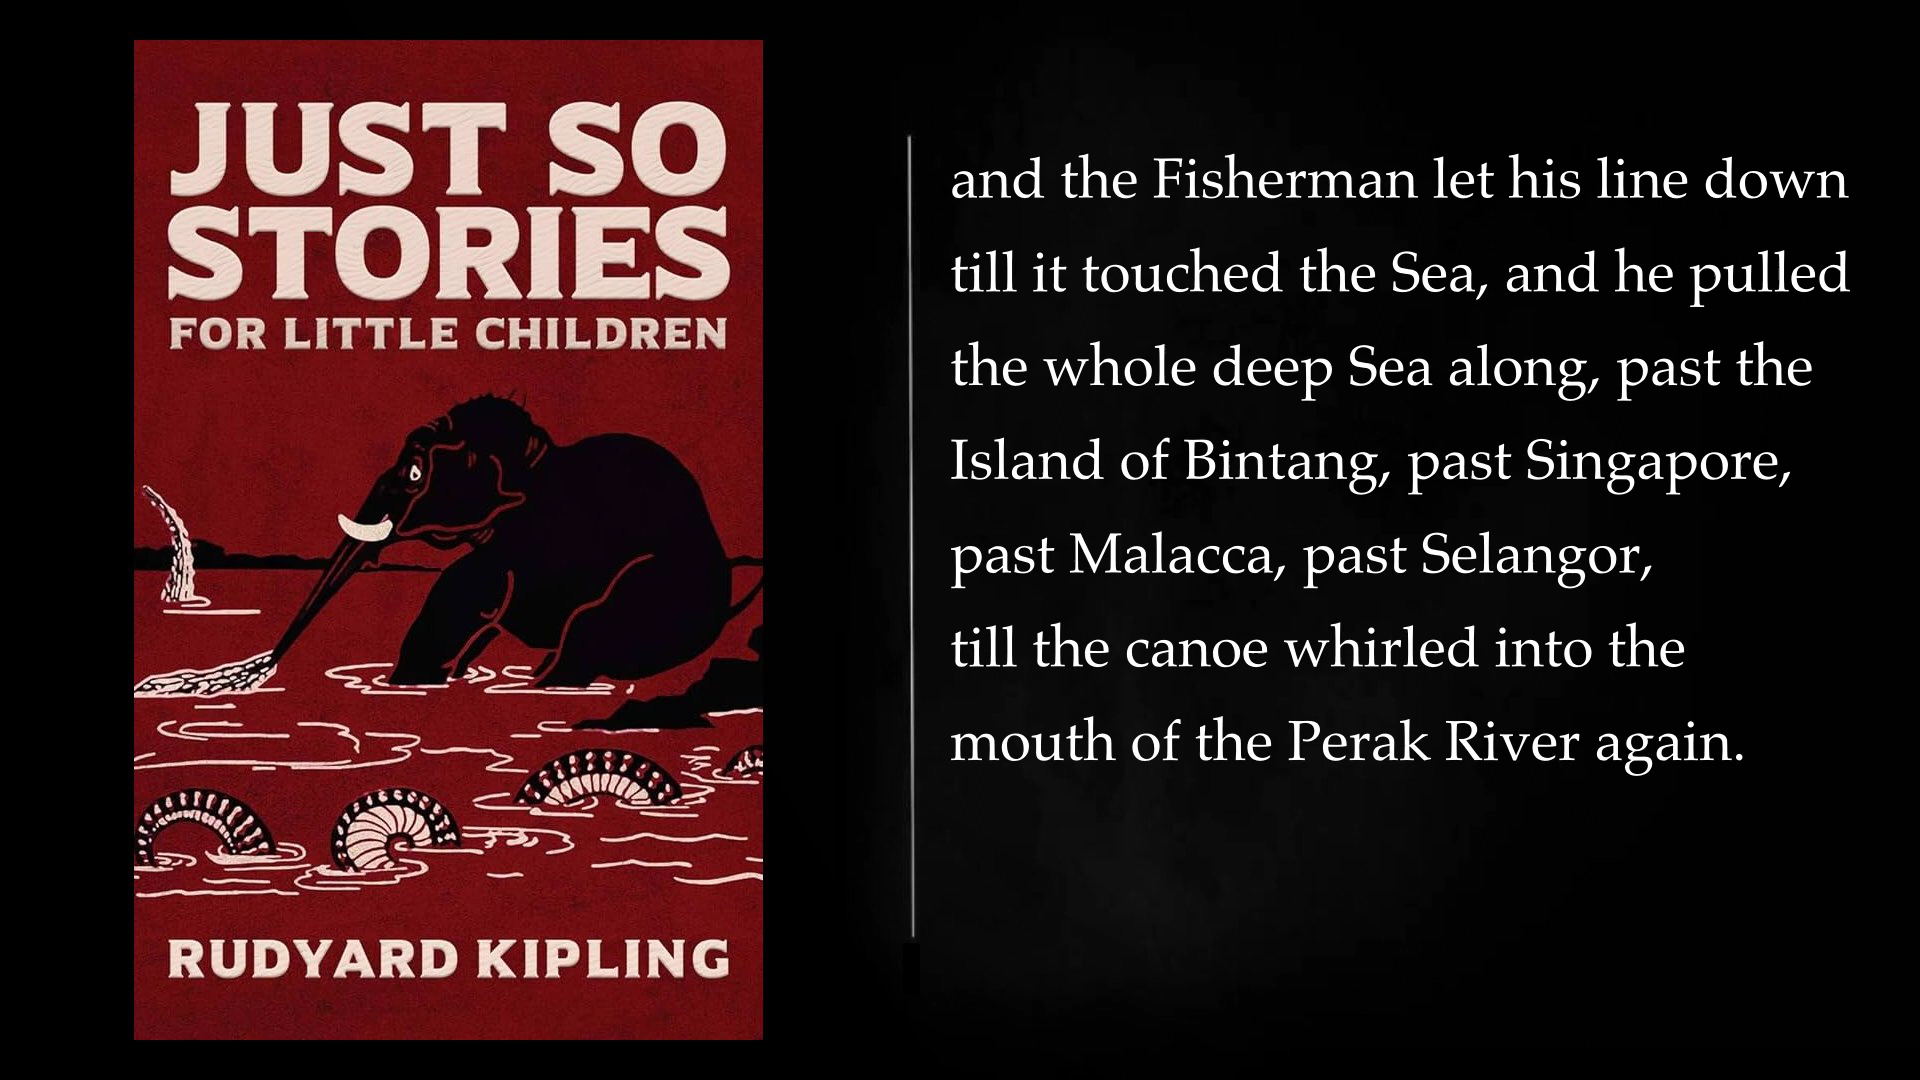 JUST SO
STORIES
FOR LITTLE CHILDREN
RUDYARD KIPLING
and the Fisherman let his line down
till it touched the Sea, and he pulled
the whole deep Sea along, past the
Island of Bintang, past Singapore,
past Malacca, past Selangor,
till the canoe whirled into the
mouth of the Perak River again.